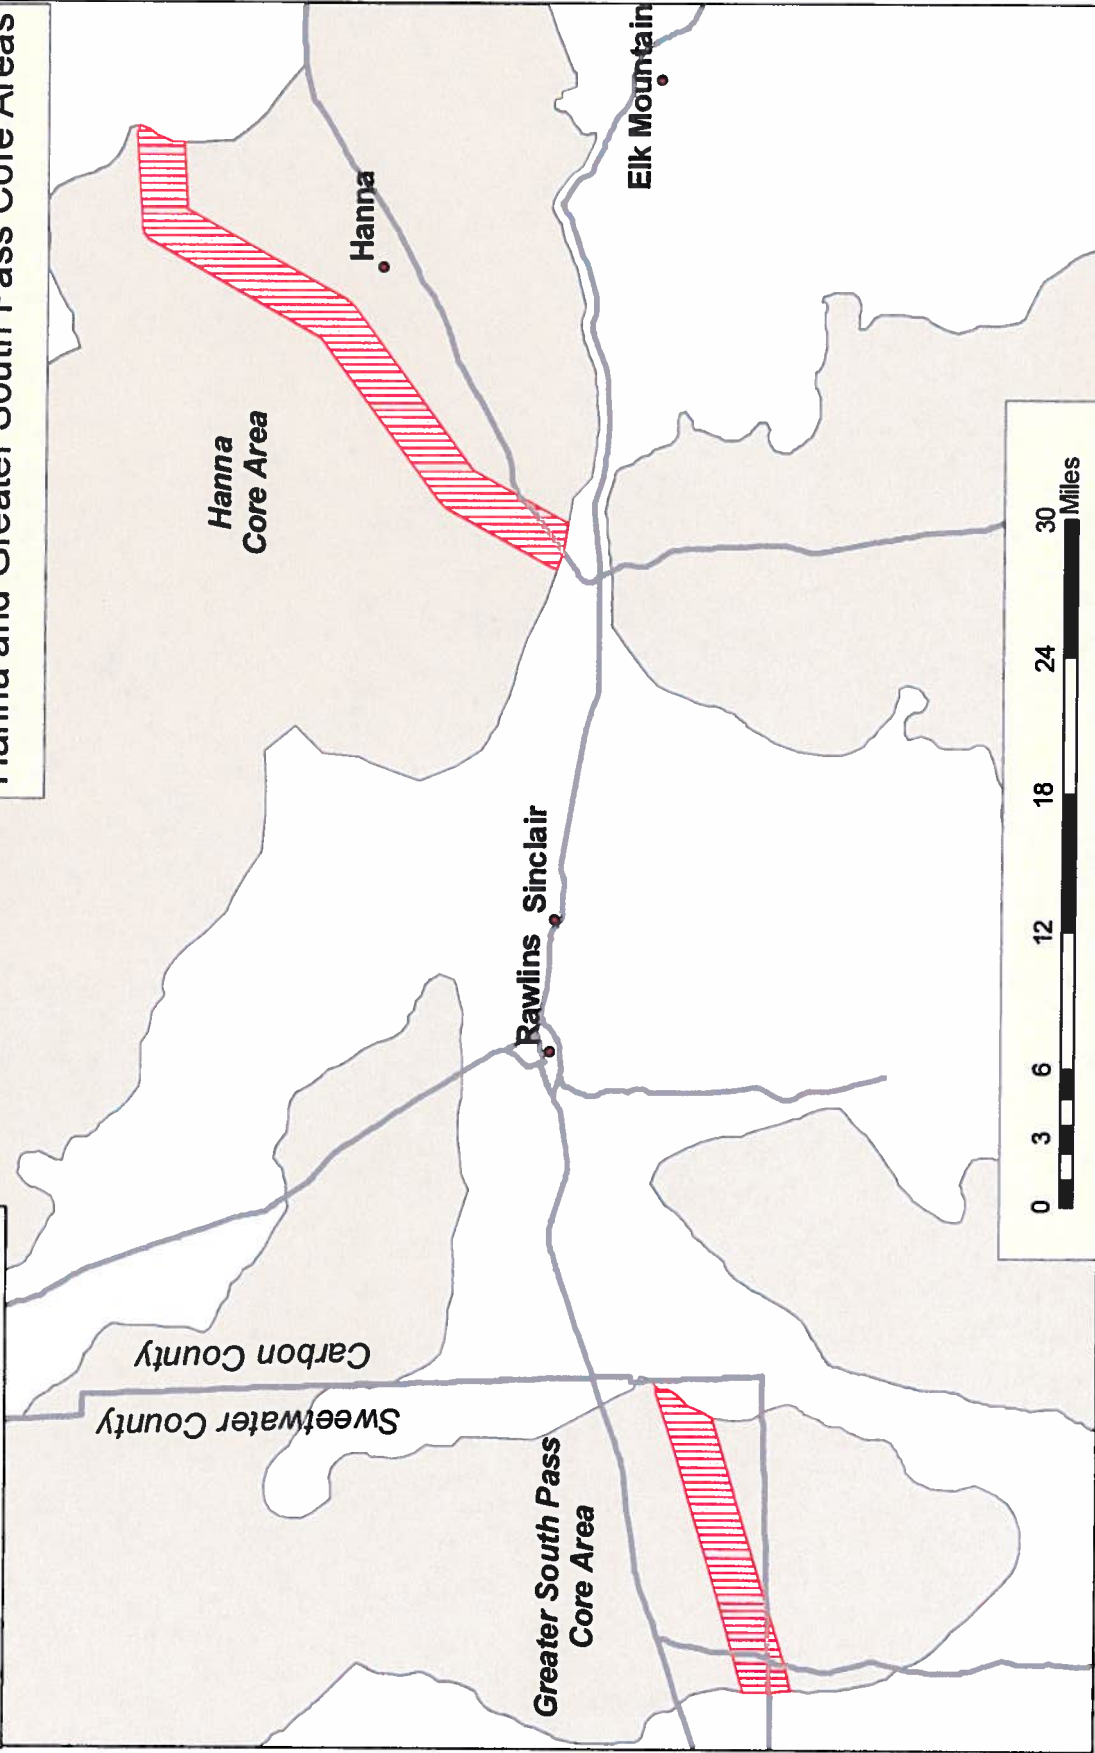 Hanna and Greater South Pass Core Areas
Elk Mountain
Hanna
Hanna
Core Area
Sinclair
Rawlins
Carbon County
Sweetwater County
Greater South Pass
Core Area
0 3 6 12 18 24 30
Miles